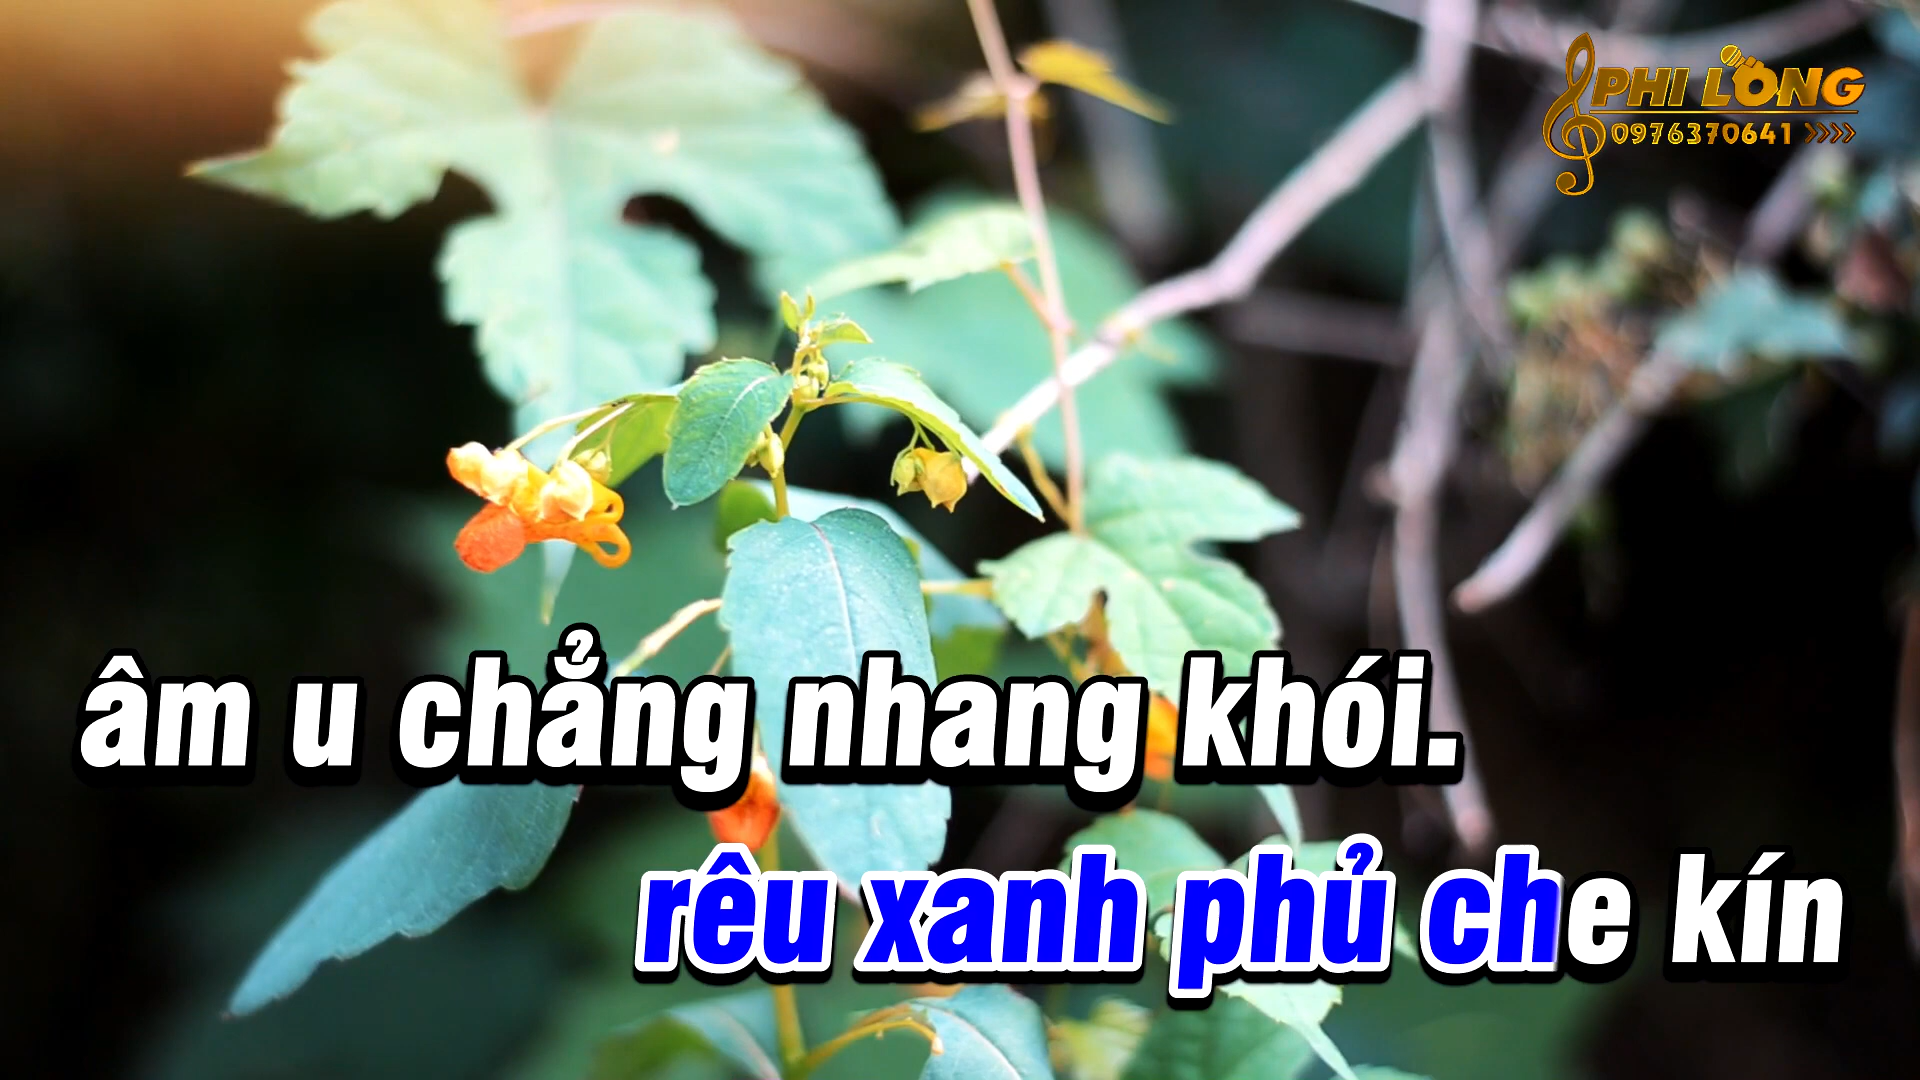 PHI LONG
0976370641
âm u chẳng nhang khói.
rêu xanh phủ che kín